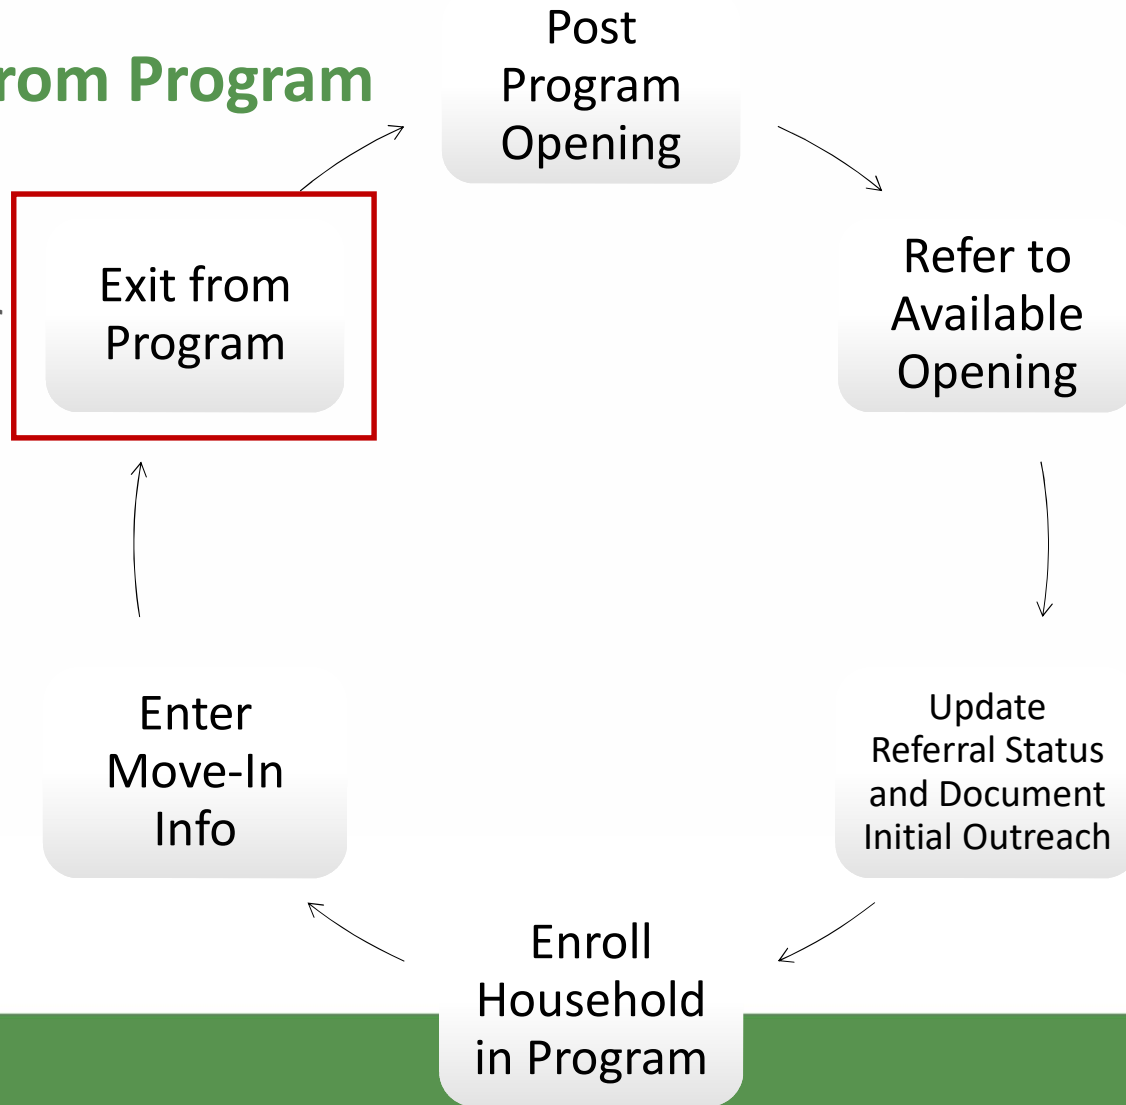 Post
Program
Opening
rom Program
Exit from
Program
Refer to
Available
Opening
Enter
Move-In
Info
Update
Referral Status
and Document
Initial Outreach
Enroll
Household
in Program